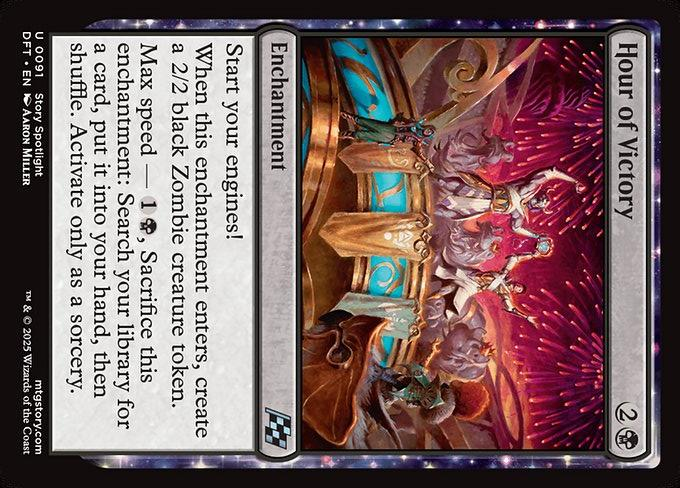 Hour of Victory 2
Enchantment
Start your engines!
When this enchantment enters, create
a 2/2 black Zombie creature token.
Max speed — 1, Sacrifice this
enchantment: Search your library for
a card, put it into your hand, then
shuffle. Activate only as a sorcery.
U 0091 Story Spotlight mtgstory.com
DFT • EN Aaron Miller ™ & © 2025 Wizards of the Coast